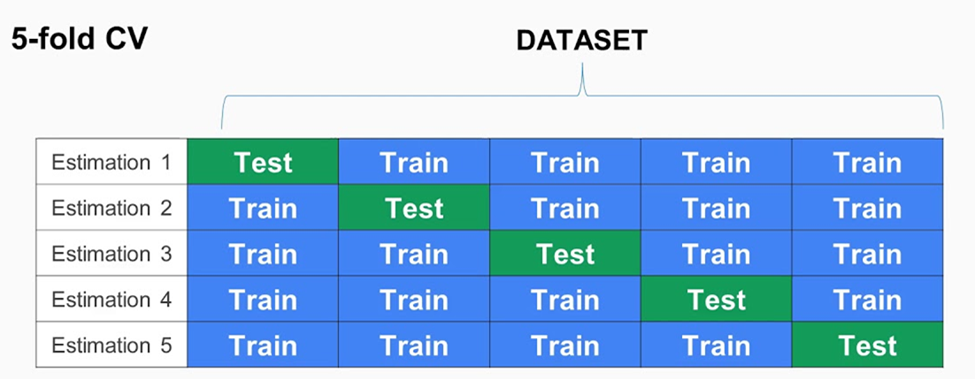 5-fold CV
DATASET
Estimation 1 Test Train Train Train Train
Estimation 2 Train Test Train Train Train
Estimation 3 Train Train Test Train Train
Estimation 4 Train Train Train Test Train
Estimation 5 Train Train Train Train Test